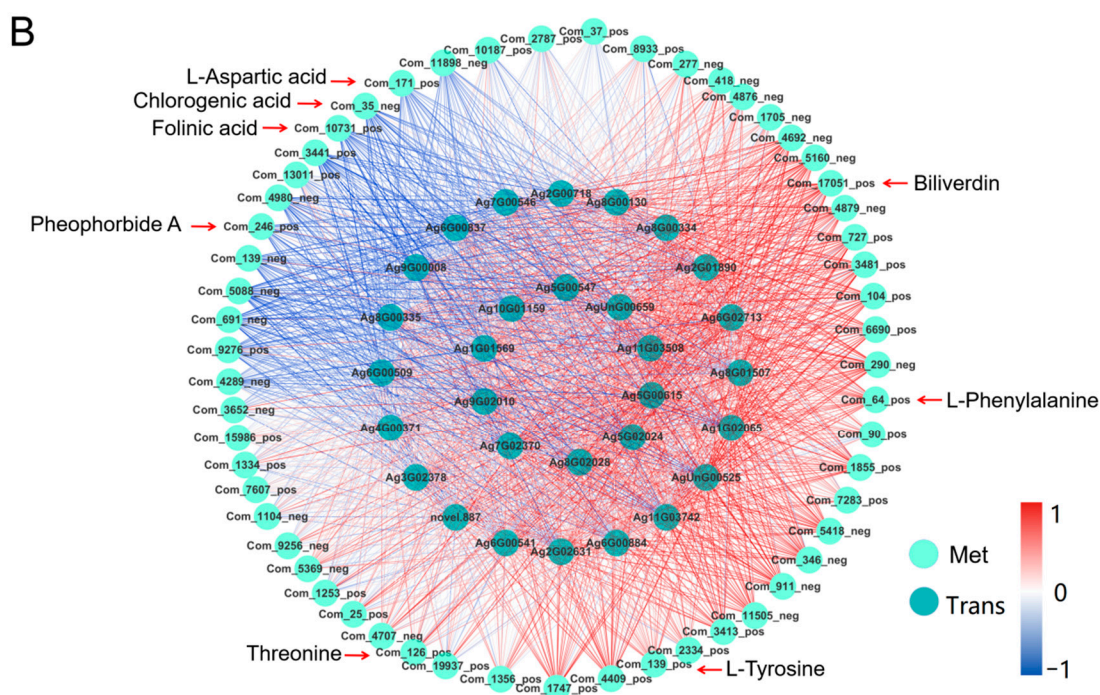 B
Com_37_pos
Com_2787_pos
Com_8933_pos
Com_10187_pos
Com_277_neg
Com_11898_neg
Com_418_neg
L-Aspartic acid
Com_171_pos
Com_4876_neg
Chlorogenic acid
Com_35_neg
Com_1705_neg
Folinic acid
Com_10731_pos
Com_4692_neg
Com_3441_pos
Com_5160_neg
Com_13011_pos
Com_17051_pos
Biliverdin
Com_4980_neg
Com_4879_neg
Pheophorbide A
Com_246_pos
Com_727_pos
Com_139_neg
Com_3481_pos
Com_5088_neg
Com_104_pos
Com_691_neg
Com_6690_pos
Com_9276_pos
Com_290_neg
Com_4289_neg
Com_64_pos
L-Phenylalanine
Com_3652_neg
Com_90_pos
Com_15986_pos
Com_1334_pos
Com_1855_pos
Com_7607_pos
Com_7283_pos
Com_1104_neg
Com_5418_neg
Com_9256_neg
Com_346_neg
Com_5369_neg
Com_911_neg
Com_1253_pos
Com_25_pos
Com_11505_neg
Com_4707_neg
Com_3413_pos
Threonine
Com_126_pos
Com_2334_pos
Com_19937_pos
Com_139_pos
L-Tyrosine
Com_1356_pos
Com_4409_pos
Com_1747_pos
Ag2G00718
Ag7G00546
Ag8G00130
Ag6G00837
Ag8G00334
Ag9G00008
Ag2G01890
Ag5G00547
Ag10G01159
AgUnG00659
Ag8G00335
Ag6G02713
Ag1G01569
Ag11G03508
Ag6G00509
Ag8G01507
Ag9G02010
Ag5G00615
Ag4G00371
Ag1G02065
Ag7G02370
Ag5G02024
Ag8G02028
Ag3G02378
AgUnG00525
novel.887
Ag11G03742
Ag6G00541
Ag2G02631
Ag6G00884
Met
Trans
1
0
−1